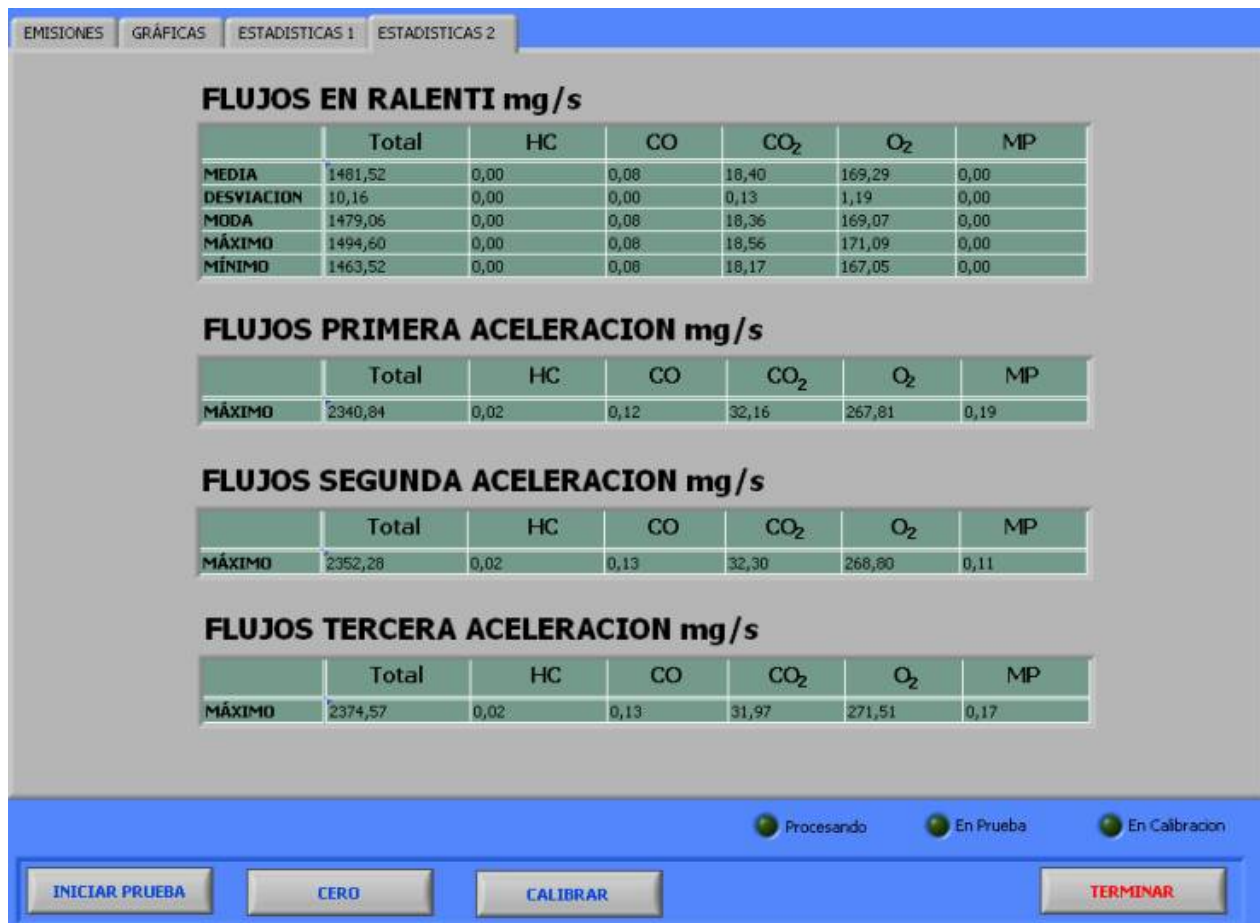 EMISIONES GRÁFICAS ESTADISTICAS 1 ESTADISTICAS 2
FLUJOS EN RALENTI mg/s
Total HC CO CO₂ O₂ MP
MEDIA 1481,52 0,00 0,08 18,40 169,29 0,00
DESVIACION 10,16 0,00 0,00 0,13 1,19 0,00
MODA 1479,06 0,00 0,08 18,36 169,07 0,00
MÁXIMO 1494,60 0,00 0,08 18,56 171,09 0,00
MÍNIMO 1463,52 0,00 0,08 18,17 167,05 0,00
FLUJOS PRIMERA ACELERACION mg/s
Total HC CO CO₂ O₂ MP
MÁXIMO 2340,84 0,02 0,12 32,16 267,81 0,19
FLUJOS SEGUNDA ACELERACION mg/s
Total HC CO CO₂ O₂ MP
MÁXIMO 2352,28 0,02 0,13 32,30 268,80 0,11
FLUJOS TERCERA ACELERACION mg/s
Total HC CO CO₂ O₂ MP
MÁXIMO 2374,57 0,02 0,13 31,97 271,51 0,17
Procesando En Prueba En Calibracion
INICIAR PRUEBA CERO CALIBRAR TERMINAR